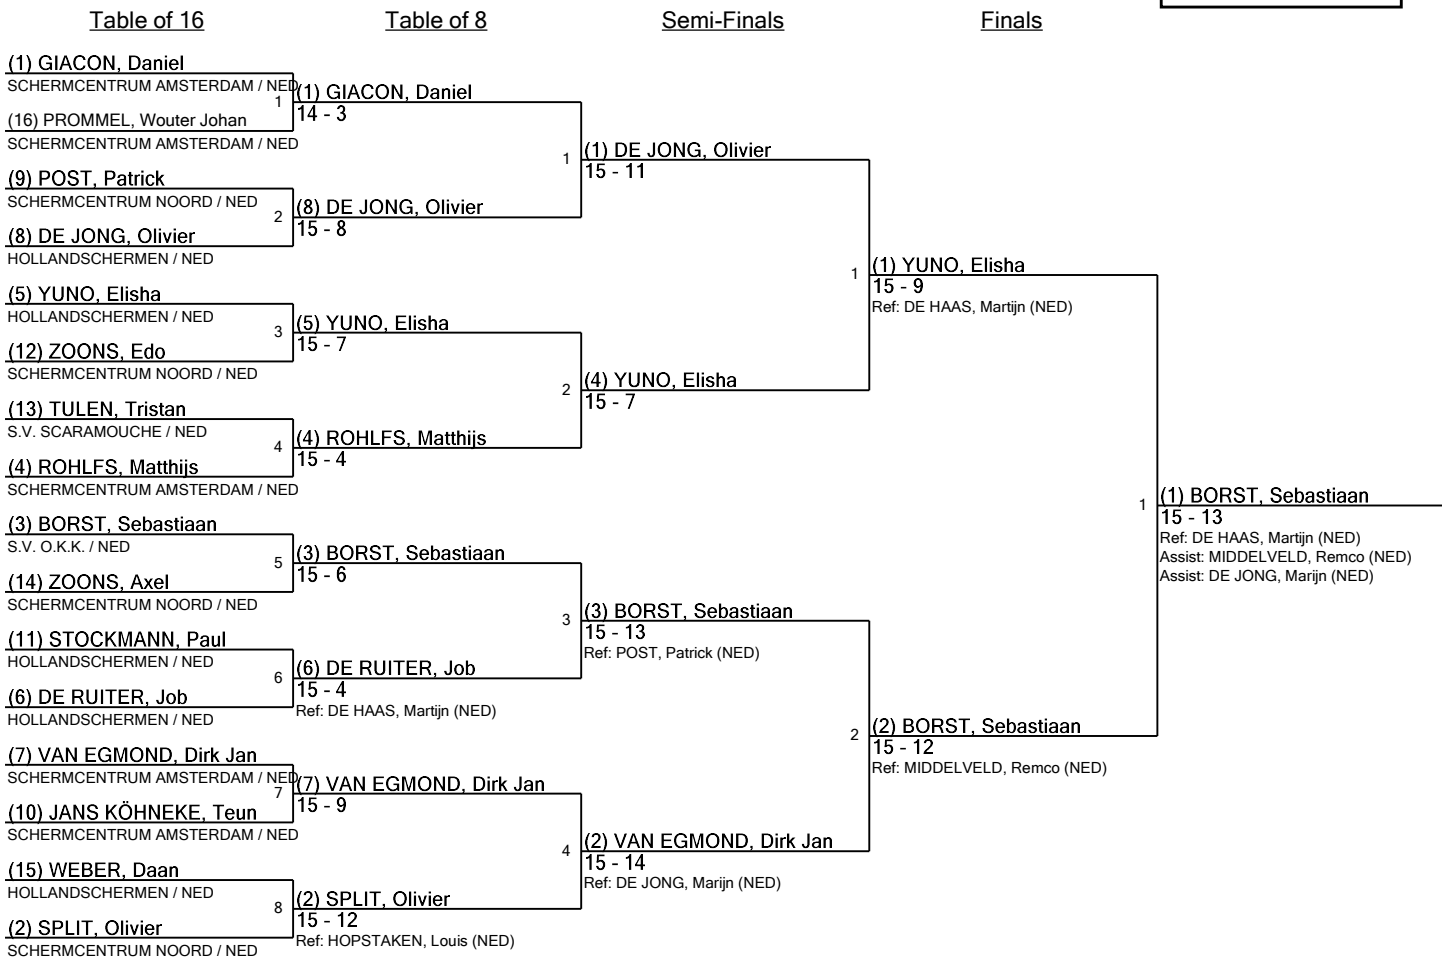 Table of 16
Table of 8
Semi-Finals
Finals
(1) GIACON, Daniel
SCHERMCENTRUM AMSTERDAM / NED
1
(16) PROMMEL, Wouter Johan
SCHERMCENTRUM AMSTERDAM / NED
(9) POST, Patrick
SCHERMCENTRUM NOORD / NED
2
(8) DE JONG, Olivier
HOLLANDSCHERMEN / NED
(5) YUNO, Elisha
HOLLANDSCHERMEN / NED
3
(12) ZOONS, Edo
SCHERMCENTRUM NOORD / NED
(13) TULEN, Tristan
S.V. SCARAMOUCHE / NED
4
(4) ROHLFS, Matthijs
SCHERMCENTRUM AMSTERDAM / NED
(3) BORST, Sebastiaan
S.V. O.K.K. / NED
5
(14) ZOONS, Axel
SCHERMCENTRUM NOORD / NED
(11) STOCKMANN, Paul
HOLLANDSCHERMEN / NED
6
(6) DE RUITER, Job
HOLLANDSCHERMEN / NED
(7) VAN EGMOND, Dirk Jan
SCHERMCENTRUM AMSTERDAM / NED
7
(10) JANS KÖHNEKE, Teun
SCHERMCENTRUM AMSTERDAM / NED
(15) WEBER, Daan
HOLLANDSCHERMEN / NED
8
(2) SPLIT, Olivier
SCHERMCENTRUM NOORD / NED
(1) GIACON, Daniel
14 - 3
1
(8) DE JONG, Olivier
15 - 8
(5) YUNO, Elisha
15 - 7
2
(4) ROHLFS, Matthijs
15 - 4
(3) BORST, Sebastiaan
15 - 6
3
(6) DE RUITER, Job
15 - 4
Ref: DE HAAS, Martijn (NED)
(7) VAN EGMOND, Dirk Jan
15 - 9
4
(2) SPLIT, Olivier
15 - 12
Ref: HOPSTAKEN, Louis (NED)
(1) DE JONG, Olivier
15 - 11
1
(4) YUNO, Elisha
15 - 7
(3) BORST, Sebastiaan
15 - 13
Ref: POST, Patrick (NED)
2
(2) VAN EGMOND, Dirk Jan
15 - 14
Ref: DE JONG, Marijn (NED)
(1) YUNO, Elisha
15 - 9
Ref: DE HAAS, Martijn (NED)
1
(2) BORST, Sebastiaan
15 - 12
Ref: MIDDELVELD, Remco (NED)
(1) BORST, Sebastiaan
15 - 13
Ref: DE HAAS, Martijn (NED)
Assist: MIDDELVELD, Remco (NED)
Assist: DE JONG, Marijn (NED)